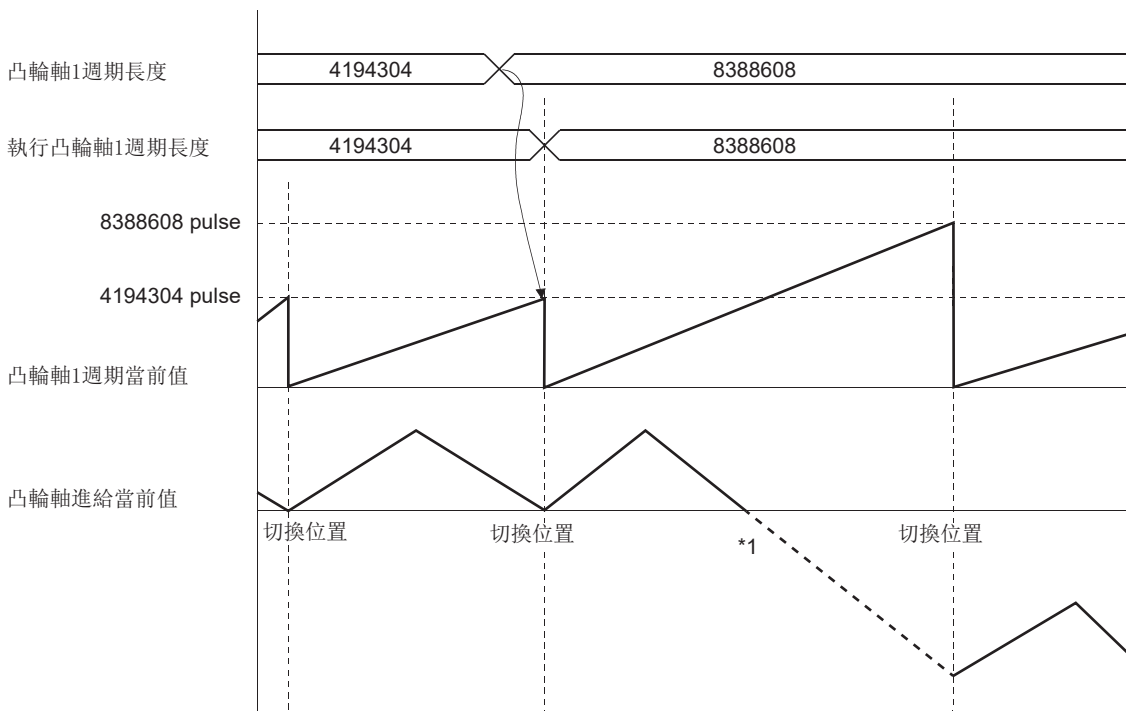 凸輪軸1週期長度
4194304
8388608
執行凸輪軸1週期長度
4194304
8388608
8388608 pulse
4194304 pulse
凸輪軸1週期當前值
凸輪軸進給當前值
切換位置
切換位置
*1
切換位置